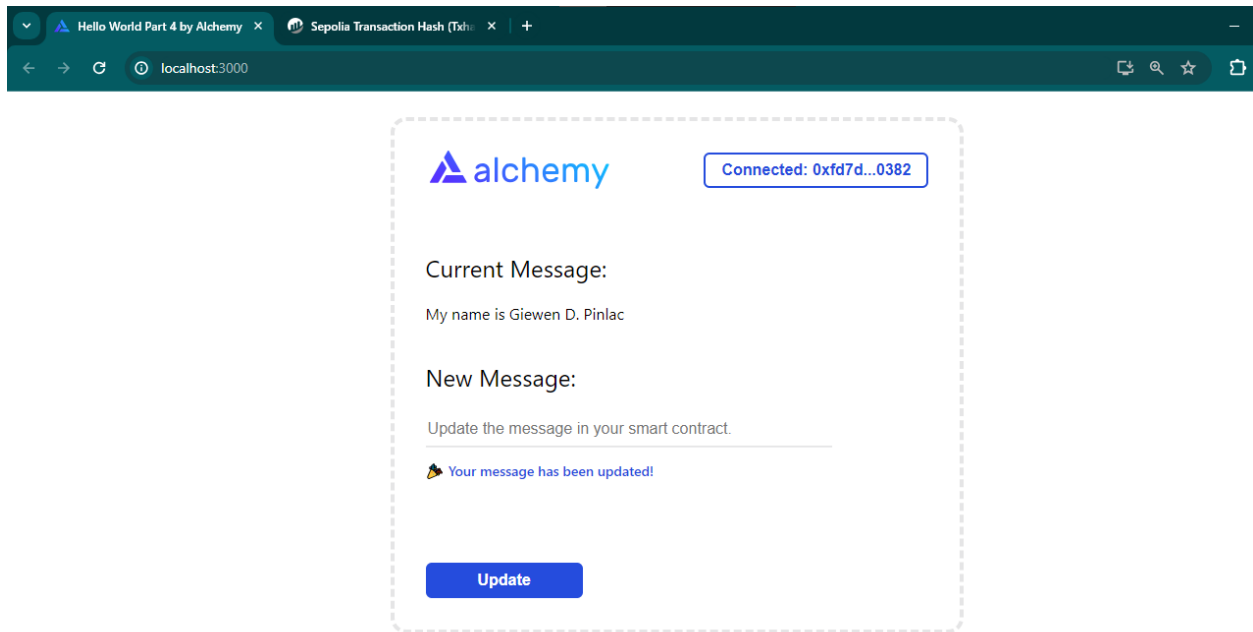 Hello World Part 4 by Alchemy
Sepolia Transaction Hash (Txha
localhost:3000
alchemy
Connected: 0xfd7d...0382
Current Message:
My name is Giewen D. Pinlac
New Message:
Update the message in your smart contract.
Your message has been updated!
Update